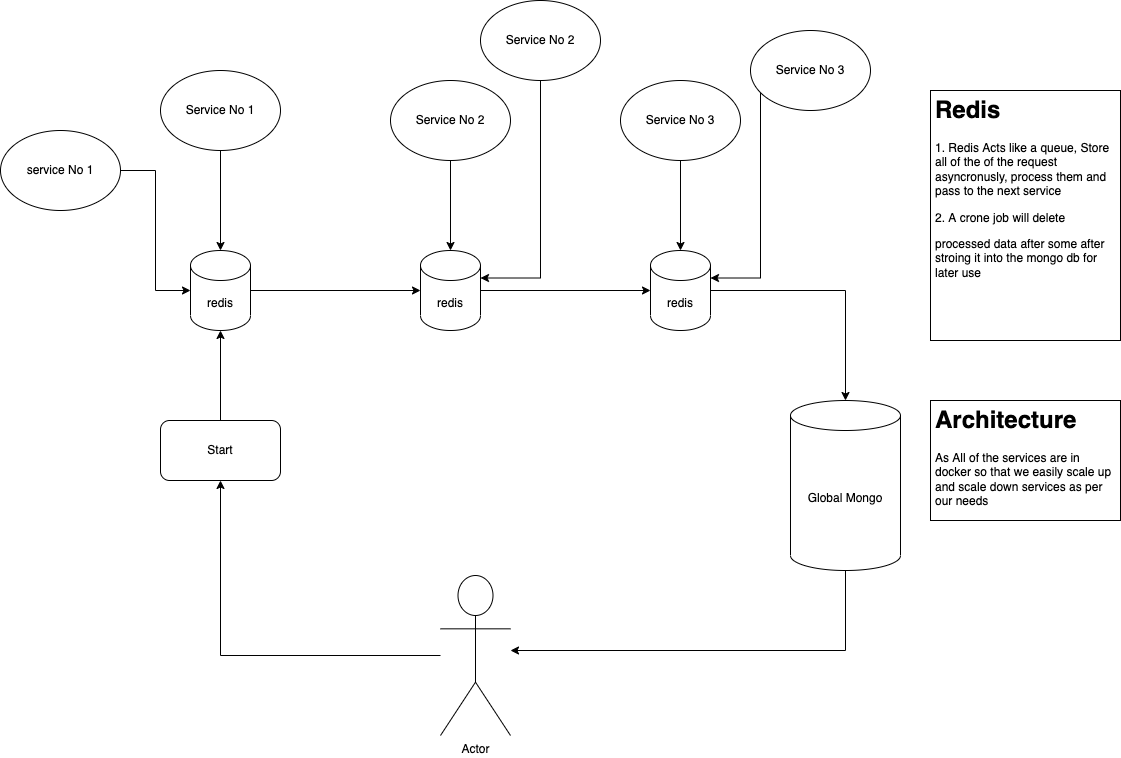 Service No 2
Service No 3
Service No 1
Service No 2
Service No 3
service No 1
redis
redis
redis
Redis
1. Redis Acts like a queue, Store
all of the of the request
asyncronusly, process them and
pass to the next service
2. A crone job will delete
processed data after some after
stroing it into the mongo db for
later use
Start
Global Mongo
Architecture
As All of the services are in
docker so that we easily scale up
and scale down services as per
our needs
Actor